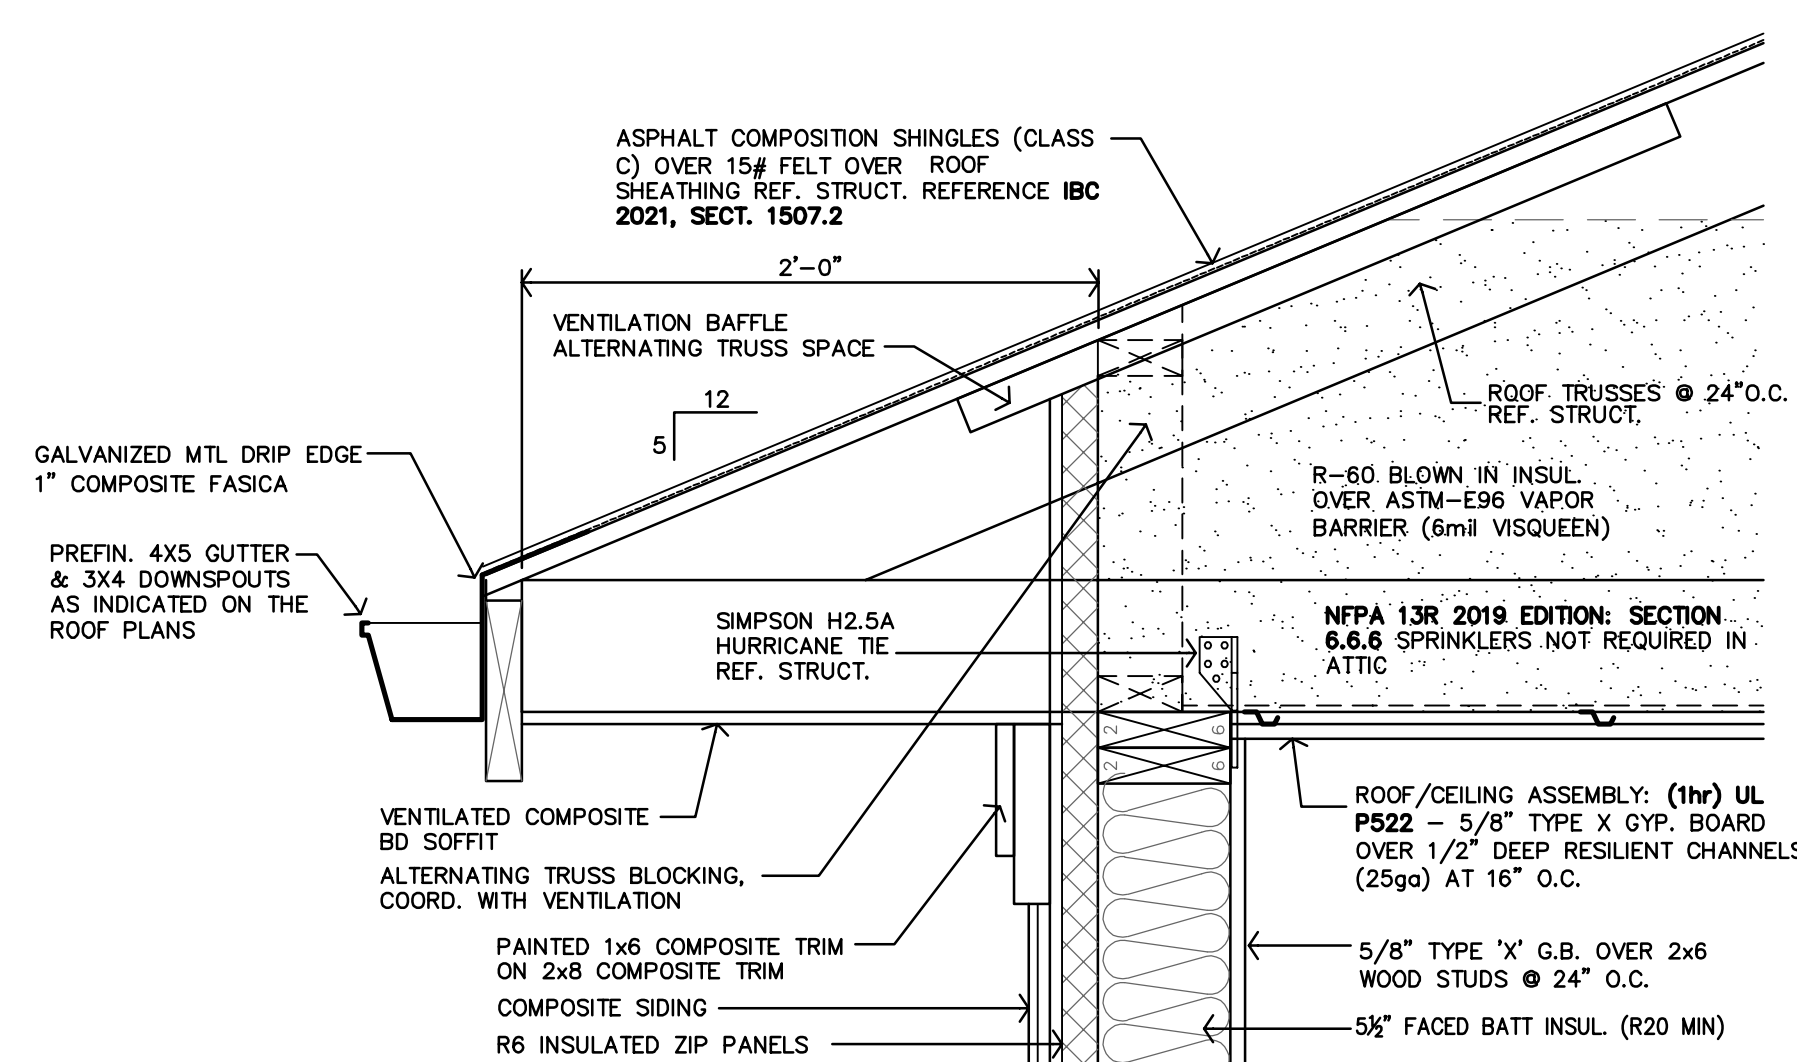 ASPHALT COMPOSITION SHINGLES (CLASS
C) OVER 15# FELT OVER ROOF
SHEATHING REF. STRUCT. REFERENCE IBC
2021, SECT. 1507.2
2'-0"
VENTILATION BAFFLE
ALTERNATING TRUSS SPACE
12
5
ROOF TRUSSES @ 24"O.C.
REF. STRUCT.
GALVANIZED MTL DRIP EDGE
1" COMPOSITE FASICA
R-60 BLOWN IN INSUL.
OVER ASTM-E96 VAPOR
BARRIER (6mil VISQUEEN)
PREFIN. 4X5 GUTTER
& 3X4 DOWNSPOUTS
AS INDICATED ON THE
ROOF PLANS
SIMPSON H2.5A
HURRICANE TIE
REF. STRUCT.
NFPA 13R 2019 EDITION: SECTION
6.6.6 SPRINKLERS NOT REQUIRED IN
ATTIC
2 6
2 6
VENTILATED COMPOSITE
BD SOFFIT
ALTERNATING TRUSS BLOCKING,
COORD. WITH VENTILATION
ROOF/CEILING ASSEMBLY: (1hr) UL
P522 - 5/8" TYPE X GYP. BOARD
OVER 1/2" DEEP RESILIENT CHANNELS
(25ga) AT 16" O.C.
PAINTED 1x6 COMPOSITE TRIM
ON 2x8 COMPOSITE TRIM
5/8" TYPE 'X' G.B. OVER 2x6
WOOD STUDS @ 24" O.C.
COMPOSITE SIDING
5½" FACED BATT INSUL. (R20 MIN)
R6 INSULATED ZIP PANELS